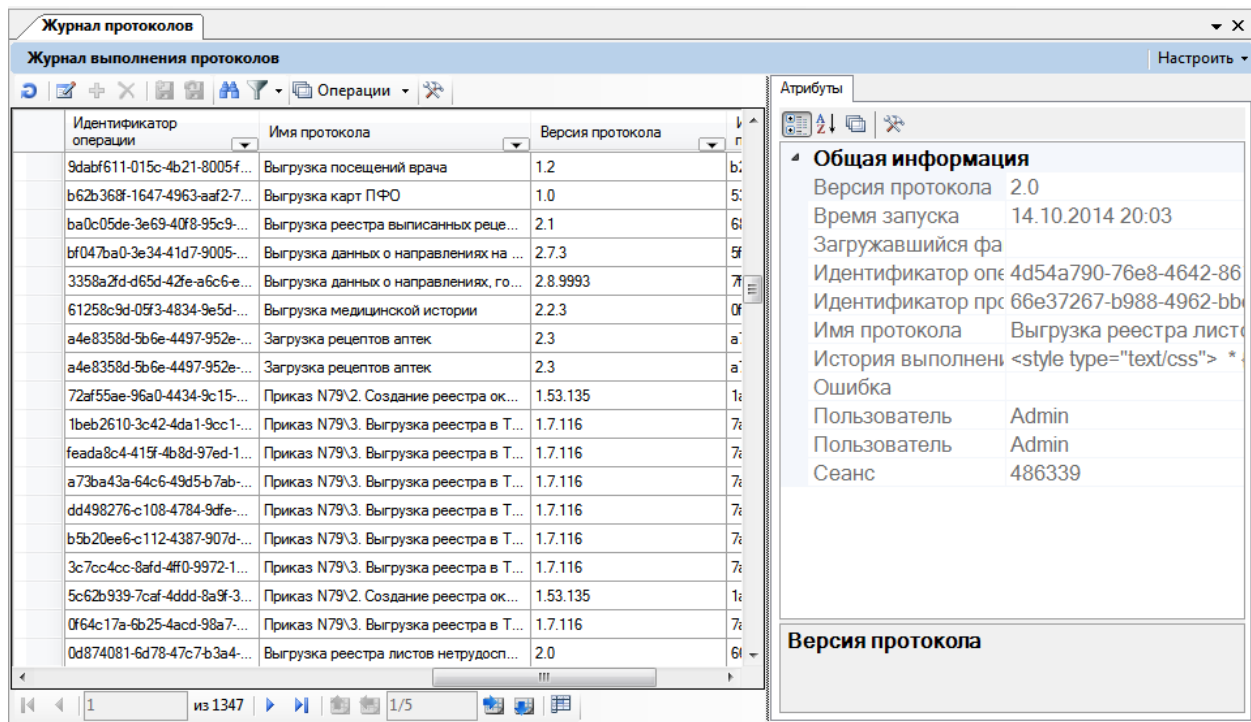 Журнал протоколов
Журнал выполнения протоколов
Настроить
Операции
Идентификатор операции Имя протокола Версия протокола
9dabf611-015c-4b21-8005-f... Выгрузка посещений врача 1.2
b62b368f-1647-4963-aaf2-7... Выгрузка карт ПФО 1.0
ba0c05de-3e69-40f8-95c9-... Выгрузка реестра выписанных реце... 2.1
bf047ba0-3e34-41d7-9005-... Выгрузка данных о направлениях на ... 2.7.3
3358a2fd-d65d-42fe-a6c6-e... Выгрузка данных о направлениях, го... 2.8.9993
61258c9d-05f3-4834-9e5d-... Выгрузка медицинской истории 2.2.3
a4e8358d-5b6e-4497-952e-... Загрузка рецептов аптек 2.3
a4e8358d-5b6e-4497-952e-... Загрузка рецептов аптек 2.3
72af55ae-96a0-4434-9c15-... Приказ N79\2. Создание реестра ок... 1.53.135
1beb2610-3c42-4da1-9cc1-... Приказ N79\3. Выгрузка реестра в Т... 1.7.116
feada8c4-415f-4b8d-97ed-1... Приказ N79\3. Выгрузка реестра в Т... 1.7.116
a73ba43a-64c6-49d5-b7ab-... Приказ N79\3. Выгрузка реестра в Т... 1.7.116
dd498276-c108-4784-9dfe-... Приказ N79\3. Выгрузка реестра в Т... 1.7.116
b5b20ee6-c112-4387-907d-... Приказ N79\3. Выгрузка реестра в Т... 1.7.116
3c7cc4cc-8afd-4ff0-9972-1... Приказ N79\3. Выгрузка реестра в Т... 1.7.116
5c62b939-7caf-4ddd-8a9f-3... Приказ N79\2. Создание реестра ок... 1.53.135
0f64c17a-6b25-4acd-98a7-... Приказ N79\3. Выгрузка реестра в Т... 1.7.116
0d874081-6d78-47c7-b3a4-... Выгрузка реестра листов нетрудосп... 2.0
1 из 1347 1/5
Атрибуты
Общая информация
Версия протокола 2.0
Время запуска 14.10.2014 20:03
Загружавшийся фа
Идентификатор опе 4d54a790-76e8-4642-86
Идентификатор про 66e37267-b988-4962-bb
Имя протокола Выгрузка реестра листо
История выполнени <style type="text/css"> *
Ошибка
Пользователь Admin
Пользователь Admin
Сеанс 486339
Версия протокола